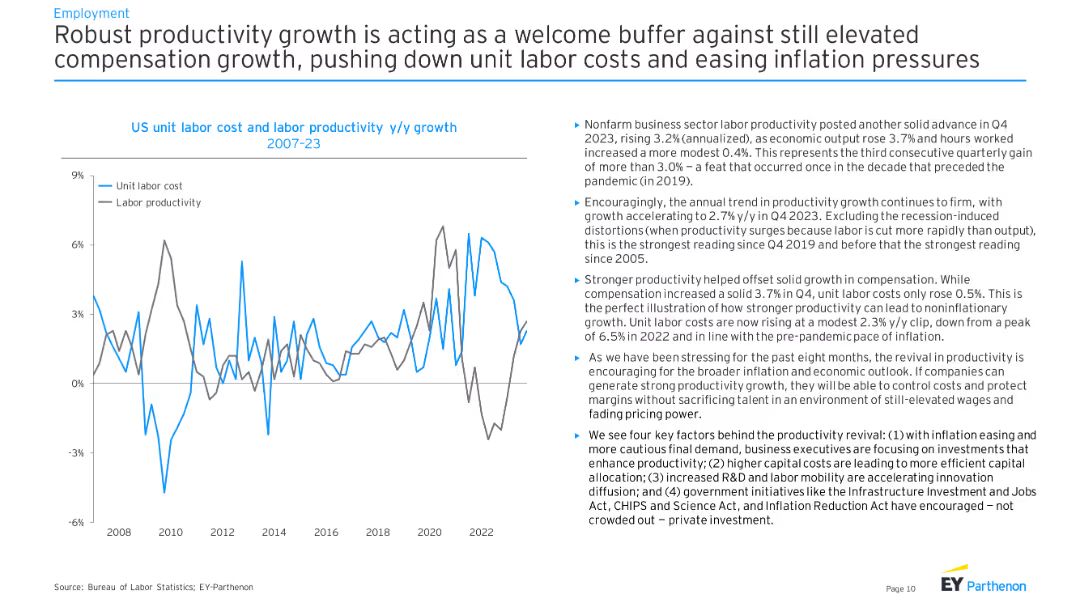 Employment
Robust productivity growth is acting as a welcome buffer against still elevated
compensation growth, pushing down unit labor costs and easing inflation pressures
US unit labor cost and labor productivity y/y growth
2007-23
9%
6%
3%
0%
-3%
-6%
Unit labor cost
Labor productivity
2008 2010 2012 2014 2016 2018 2020 2022
Nonfarm business sector labor productivity posted another solid advance in Q4
2023, rising 3.2% (annualized), as economic output rose 3.7% and hours worked
increased a more modest 0.4%. This represents the third consecutive quarterly gain
of more than 3.0% — a feat that occurred once in the decade that preceded the
pandemic (in 2019).
Encouragingly, the annual trend in productivity growth continues to firm, with
growth accelerating to 2.7% y/y in Q4 2023. Excluding the recession-induced
distortions (when productivity surges because labor is cut more rapidly than output),
this is the strongest reading since Q4 2019 and before that the strongest reading
since 2005.
Stronger productivity helped offset solid growth in compensation. While
compensation increased a solid 3.7% in Q4, unit labor costs only rose 0.5%. This is
the perfect illustration of how stronger productivity can lead to noninflationary
growth. Unit labor costs are now rising at a modest 2.3% y/y clip, down from a peak
of 6.5% in 2022 and in line with the pre-pandemic pace of inflation.
As we have been stressing for the past eight months, the revival in productivity is
encouraging for the broader inflation and economic outlook. If companies can
generate strong productivity growth, they will be able to control costs and protect
margins without sacrificing talent in an environment of still-elevated wages and
fading pricing power.
We see four key factors behind the productivity revival: (1) with inflation easing and
more cautious final demand, business executives are focusing on investments that
enhance productivity; (2) higher capital costs are leading to more efficient capital
allocation; (3) increased R&D and labor mobility are accelerating innovation
diffusion; and (4) government initiatives like the Infrastructure Investment and Jobs
Act, CHIPS and Science Act, and Inflation Reduction Act have encouraged — not
crowded out — private investment.
Source: Bureau of Labor Statistics; EY-Parthenon
Page 10
EY Parthenon